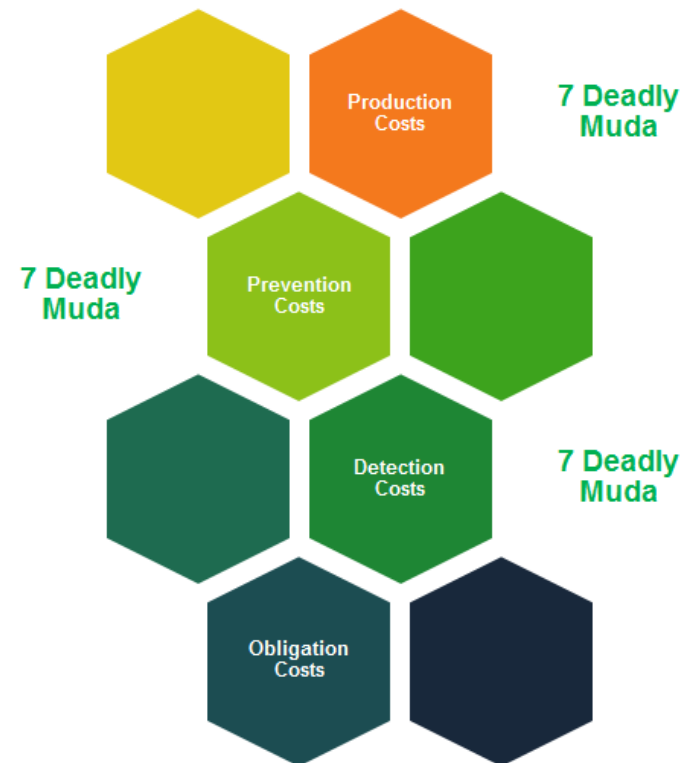 Production
Costs
7 Deadly
Muda
7 Deadly
Muda
Prevention
Costs
Detection
Costs
7 Deadly
Muda
Obligation
Costs